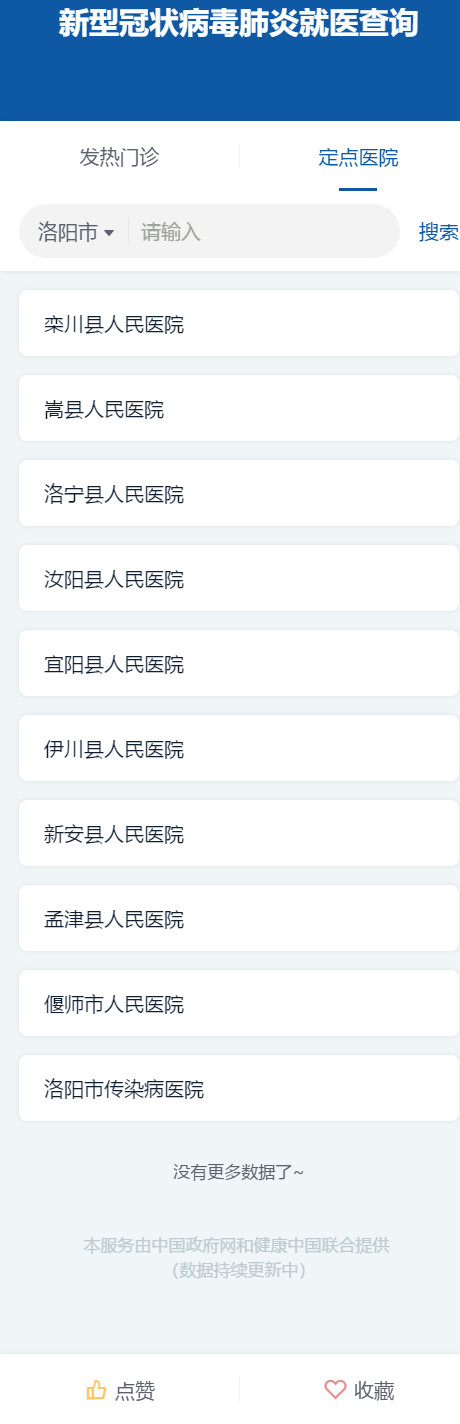 新型冠状病毒肺炎就医查询
发热门诊
定点医院
洛阳市
请输入
搜索
栾川县人民医院
嵩县人民医院
洛宁县人民医院
汝阳县人民医院
宜阳县人民医院
伊川县人民医院
新安县人民医院
孟津县人民医院
偃师市人民医院
洛阳市传染病医院
没有更多数据了~
本服务由中国政府网和健康中国联合提供
(数据持续更新中)
点赞
收藏